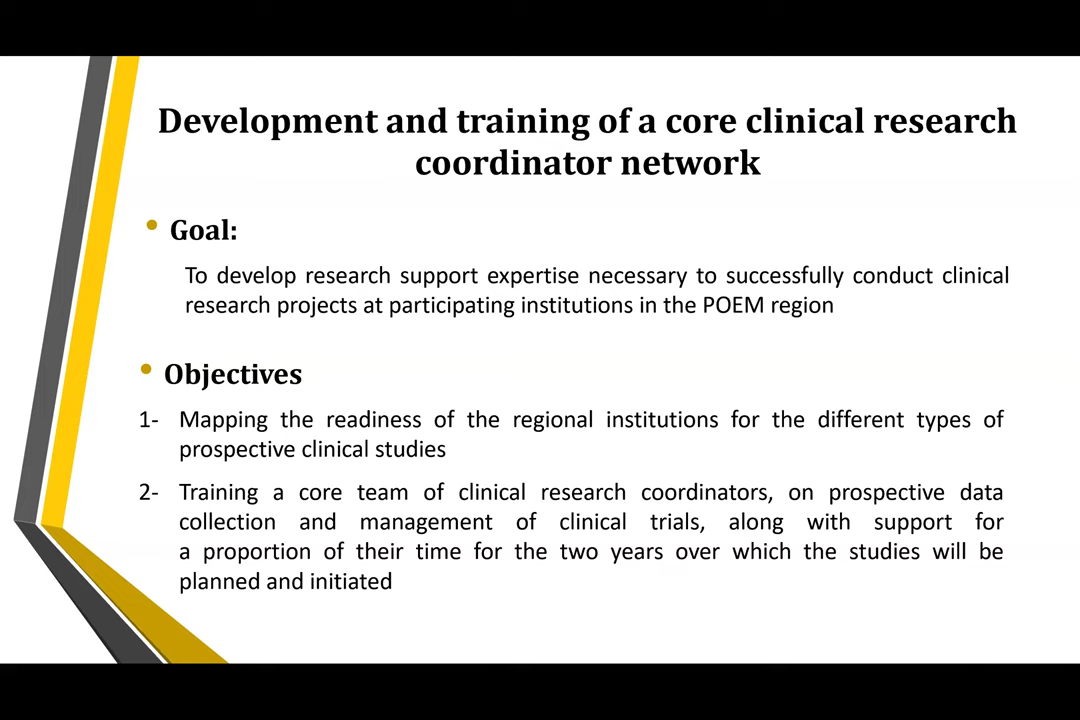 Development and training of a core clinical research
coordinator network
• Goal:
To develop research support expertise necessary to successfully conduct clinical
research projects at participating institutions in the POEM region
• Objectives
1- Mapping the readiness of the regional institutions for the different types of
prospective clinical studies
2- Training a core team of clinical research coordinators, on prospective data
collection and management of clinical trials, along with support for
a proportion of their time for the two years over which the studies will be
planned and initiated